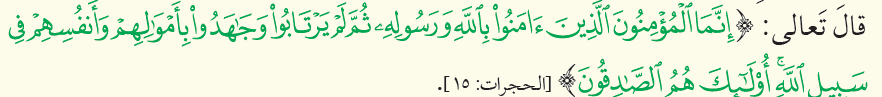 قالَ تَعالى: ﴿إِنَّمَا ٱلْمُؤْمِنُونَ ٱلَّذِينَ ءَامَنُوا۟ بِٱللَّهِ وَرَسُولِهِۦ ثُمَّ لَمْ يَرْتَابُوا۟ وَجَٰهَدُوا۟ بِأَمْوَٰلِهِمْ وَأَنفُسِهِمْ فِى
سَبِيلِ ٱللَّهِ ۚ أُو۟لَٰٓئِكَ هُمُ ٱلصَّٰدِقُونَ﴾ [الحجرات: ١٥].